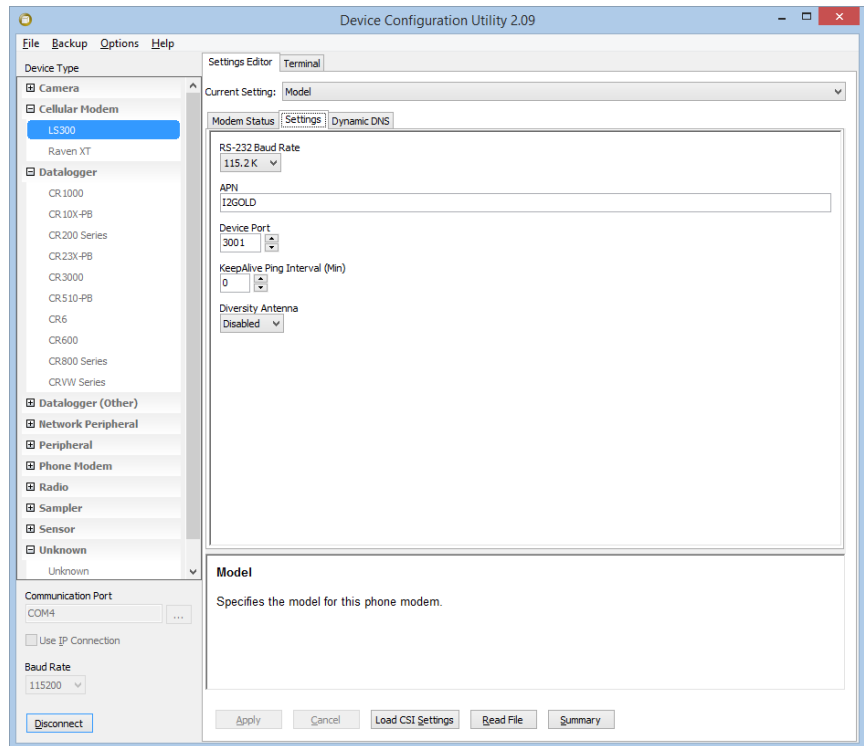 Device Configuration Utility 2.09
File Backup Options Help
Device Type
Camera
Cellular Modem
LS300
Raven XT
Datalogger
CR1000
CR10X-PB
CR200 Series
CR23X-PB
CR3000
CR510-PB
CR6
CR600
CR800 Series
CRVW Series
Datalogger (Other)
Network Peripheral
Peripheral
Phone Modem
Radio
Sampler
Sensor
Unknown
Unknown
Communication Port
COM4
...
Use IP Connection
Baud Rate
115200
Disconnect
Settings Editor Terminal
Current Setting: Model
Modem Status Settings Dynamic DNS
RS-232 Baud Rate
115.2 K
APN
I2GOLD
Device Port
3001
KeepAlive Ping Interval (Min)
0
Diversity Antenna
Disabled
Model
Specifies the model for this phone modem.
Apply Cancel Load CSI Settings Read File Summary